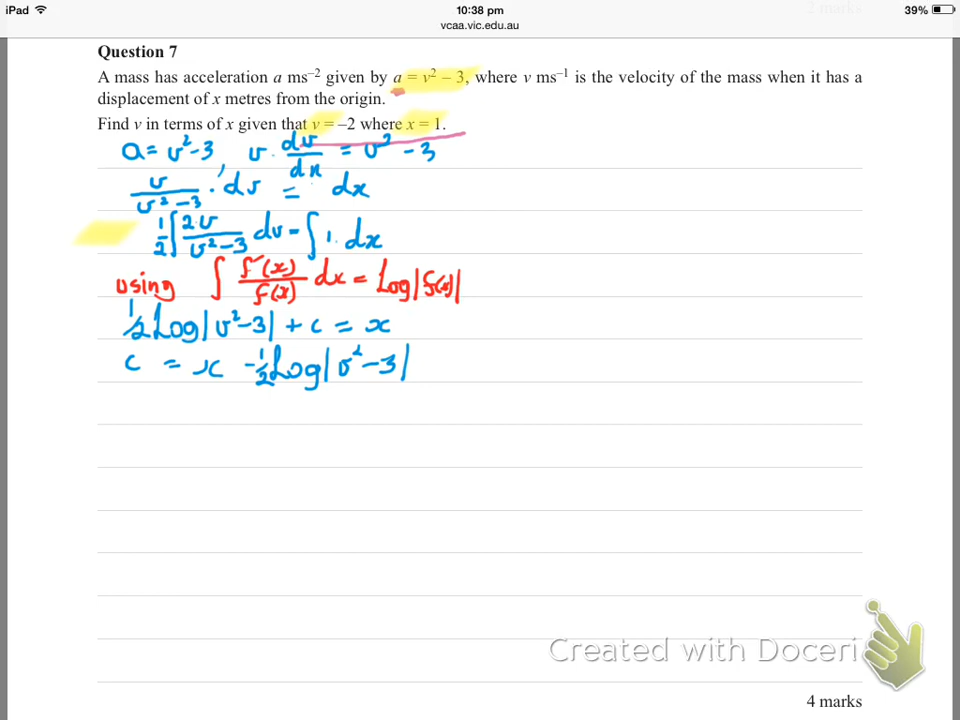 iPad 10:38 pm 39%
vcaa.vic.edu.au
2 marks
Question 7
A mass has acceleration a ms⁻² given by a = v² – 3, where v ms⁻¹ is the velocity of the mass when it has a
displacement of x metres from the origin.
Find v in terms of x given that v = –2 where x = 1.
a = v²-3, v. dv/dx = v² - 3
v/(v²-3) . dv = dx
1/2 ∫ 2v/(v²-3) dv = ∫ 1. dx
using ∫ f'(x)/f(x) dx = Log|f(x)|
1/2 Log|v²-3| + c = x
c = x -1/2 Log|v²-3|
Created with Doceri
4 marks